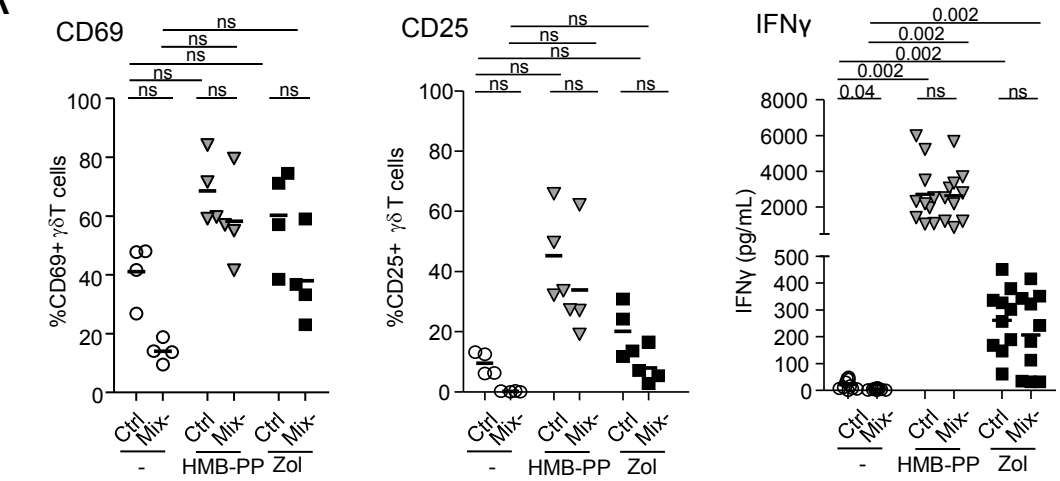 CD69
ns
ns
ns
ns
ns
ns
ns
%CD69+ γδT cells
100
80
60
40
20
0
Ctrl
Mix-
Ctrl
Mix-
Ctrl
Mix-
-
HMB-PP
Zol
CD25
ns
ns
ns
ns
ns
ns
ns
%CD25+ γδT cells
100
80
60
40
20
0
Ctrl
Mix-
Ctrl
Mix-
Ctrl
Mix-
-
HMB-PP
Zol
IFNγ
0.002
0.002
0.002
0.002
0.04
ns
ns
IFNγ (pg/mL)
8000
6000
4000
2000
500
400
300
200
100
0
Ctrl
Mix-
Ctrl
Mix-
Ctrl
Mix-
-
HMB-PP
Zol